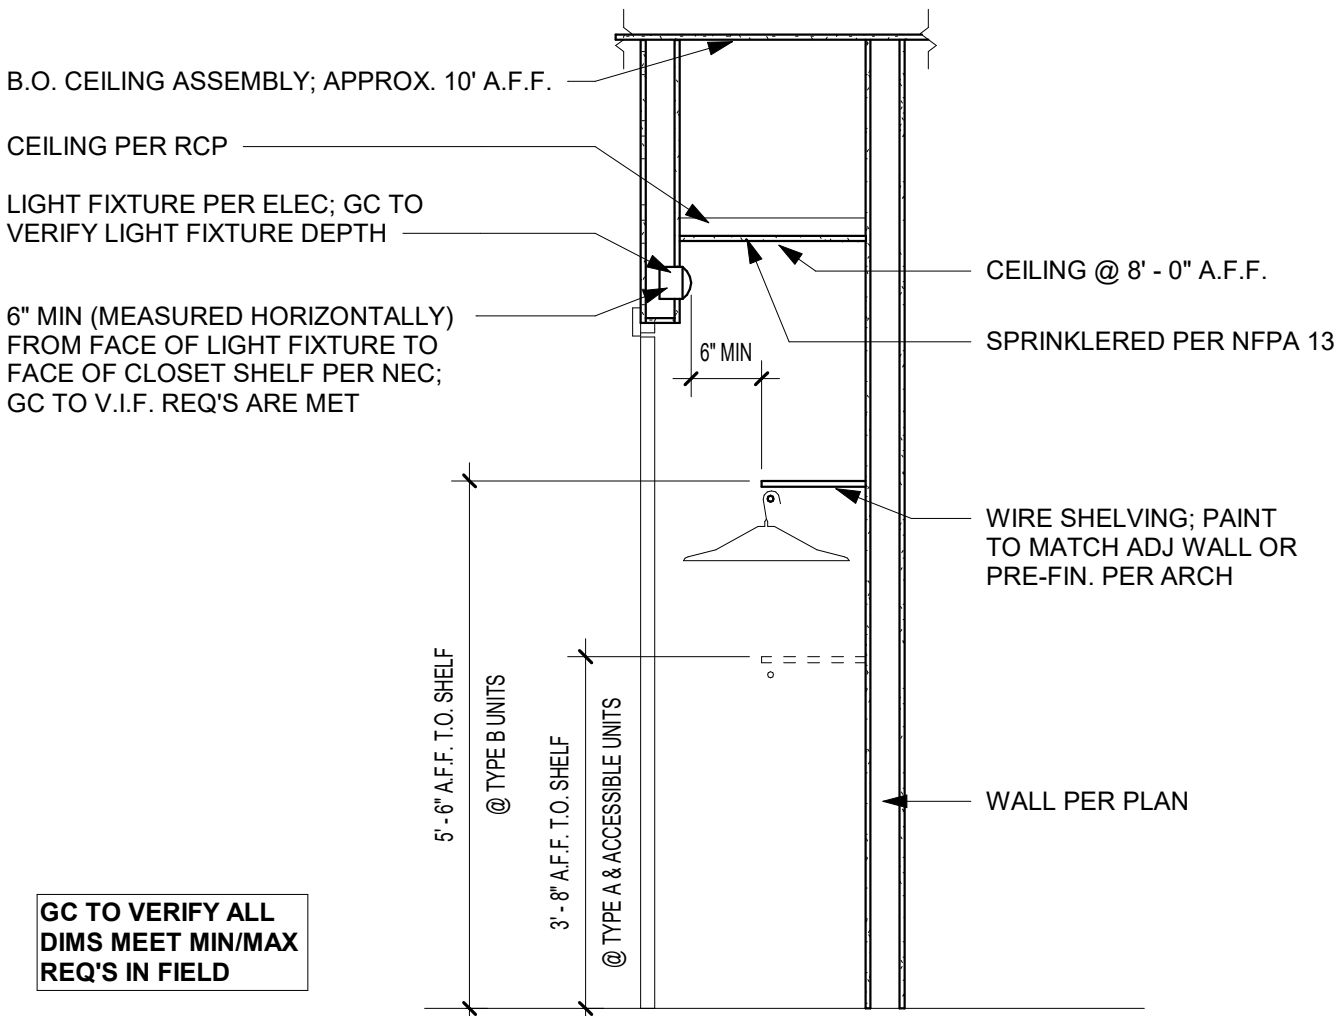 B.O. CEILING ASSEMBLY; APPROX. 10' A.F.F.
CEILING PER RCP
LIGHT FIXTURE PER ELEC; GC TO
VERIFY LIGHT FIXTURE DEPTH
6" MIN (MEASURED HORIZONTALLY)
FROM FACE OF LIGHT FIXTURE TO
FACE OF CLOSET SHELF PER NEC;
GC TO V.I.F. REQ'S ARE MET
6" MIN
CEILING @ 8' - 0" A.F.F.
SPRINKLERED PER NFPA 13
WIRE SHELVING; PAINT
TO MATCH ADJ WALL OR
PRE-FIN. PER ARCH
5' - 6" A.F.F. T.O. SHELF
@ TYPE B UNITS
3' - 8" A.F.F. T.O. SHELF
@ TYPE A & ACCESSIBLE UNITS
WALL PER PLAN
GC TO VERIFY ALL
DIMS MEET MIN/MAX
REQ'S IN FIELD